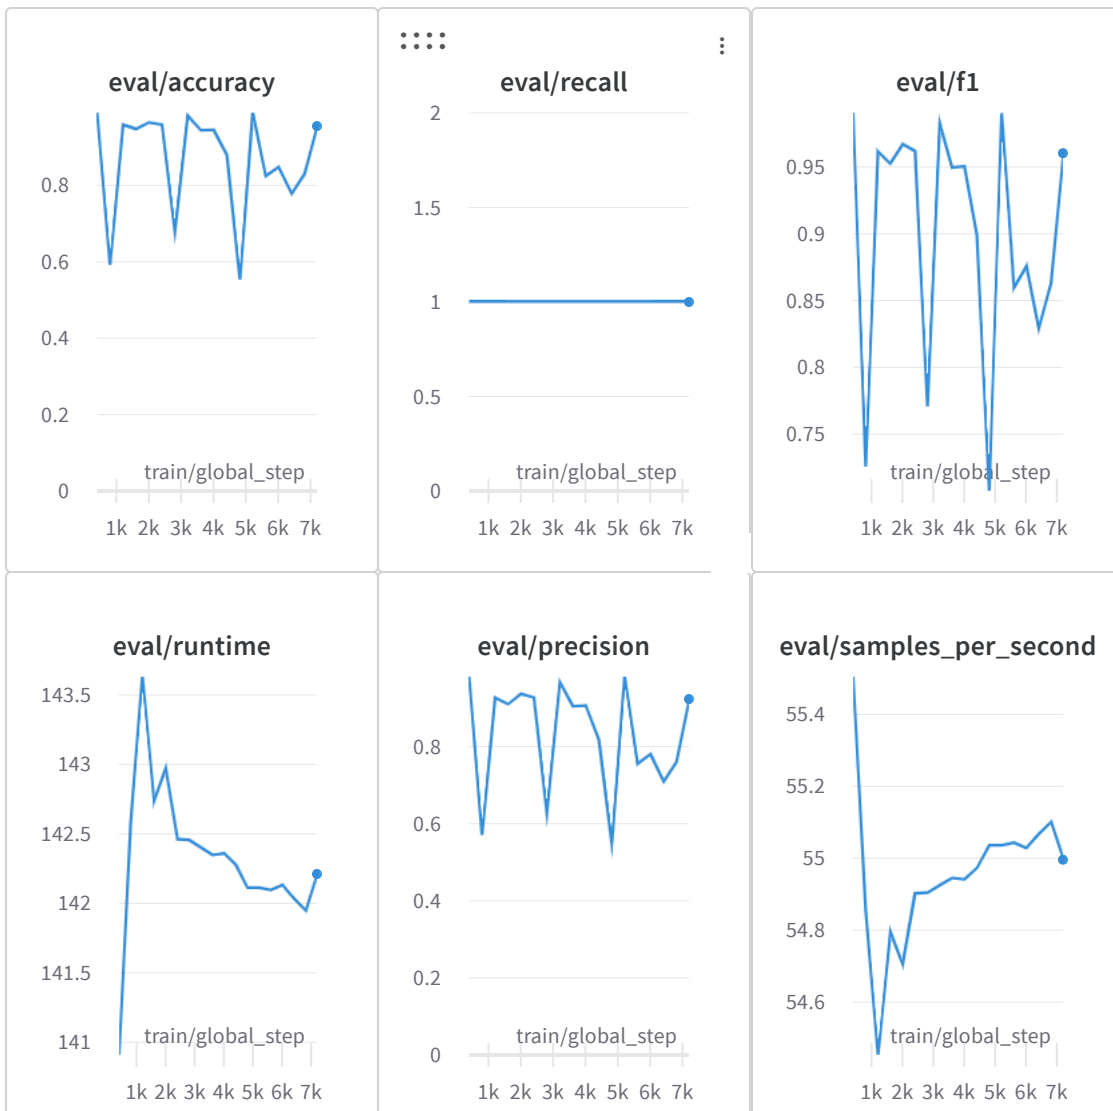 eval/accuracy
0.8
0.6
0.4
0.2
0
train/global_step
1k 2k 3k 4k 5k 6k 7k
eval/recall
2
1.5
1
0.5
0
train/global_step
1k 2k 3k 4k 5k 6k 7k
eval/f1
0.95
0.9
0.85
0.8
0.75
train/global_step
1k 2k 3k 4k 5k 6k 7k
eval/runtime
143.5
143
142.5
142
141.5
141
train/global_step
1k 2k 3k 4k 5k 6k 7k
eval/precision
0.8
0.6
0.4
0.2
0
train/global_step
1k 2k 3k 4k 5k 6k 7k
eval/samples_per_second
55.4
55.2
55
54.8
54.6
train/global_step
1k 2k 3k 4k 5k 6k 7k